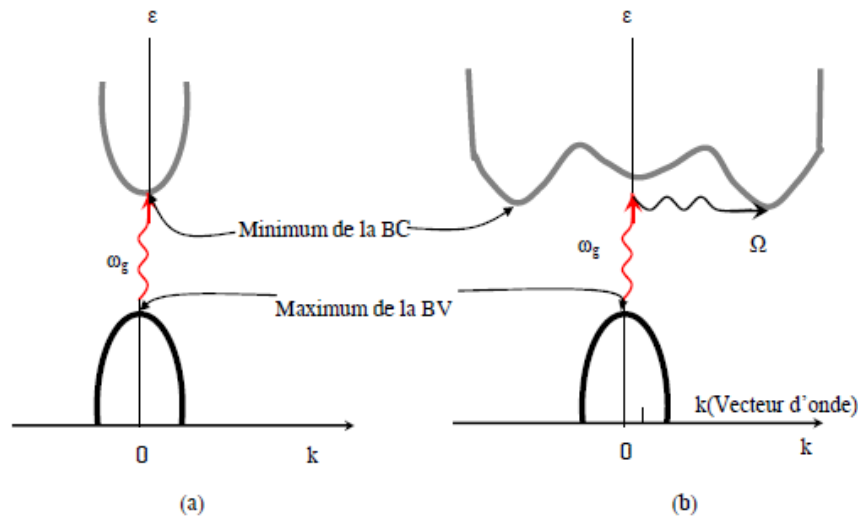 ε
ε
Minimum de la BC
Ω
ω_g
ω_g
Maximum de la BV
k(Vecteur d'onde)
0
k
0
k
(a)
(b)